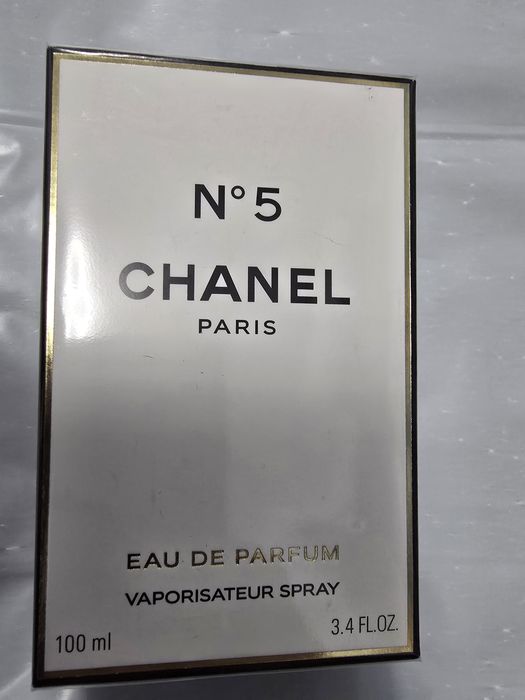 N° 5
CHANEL
PARIS
EAU DE PARFUM
VAPORISATEUR SPRAY
100 ml
3.4 FL.OZ.